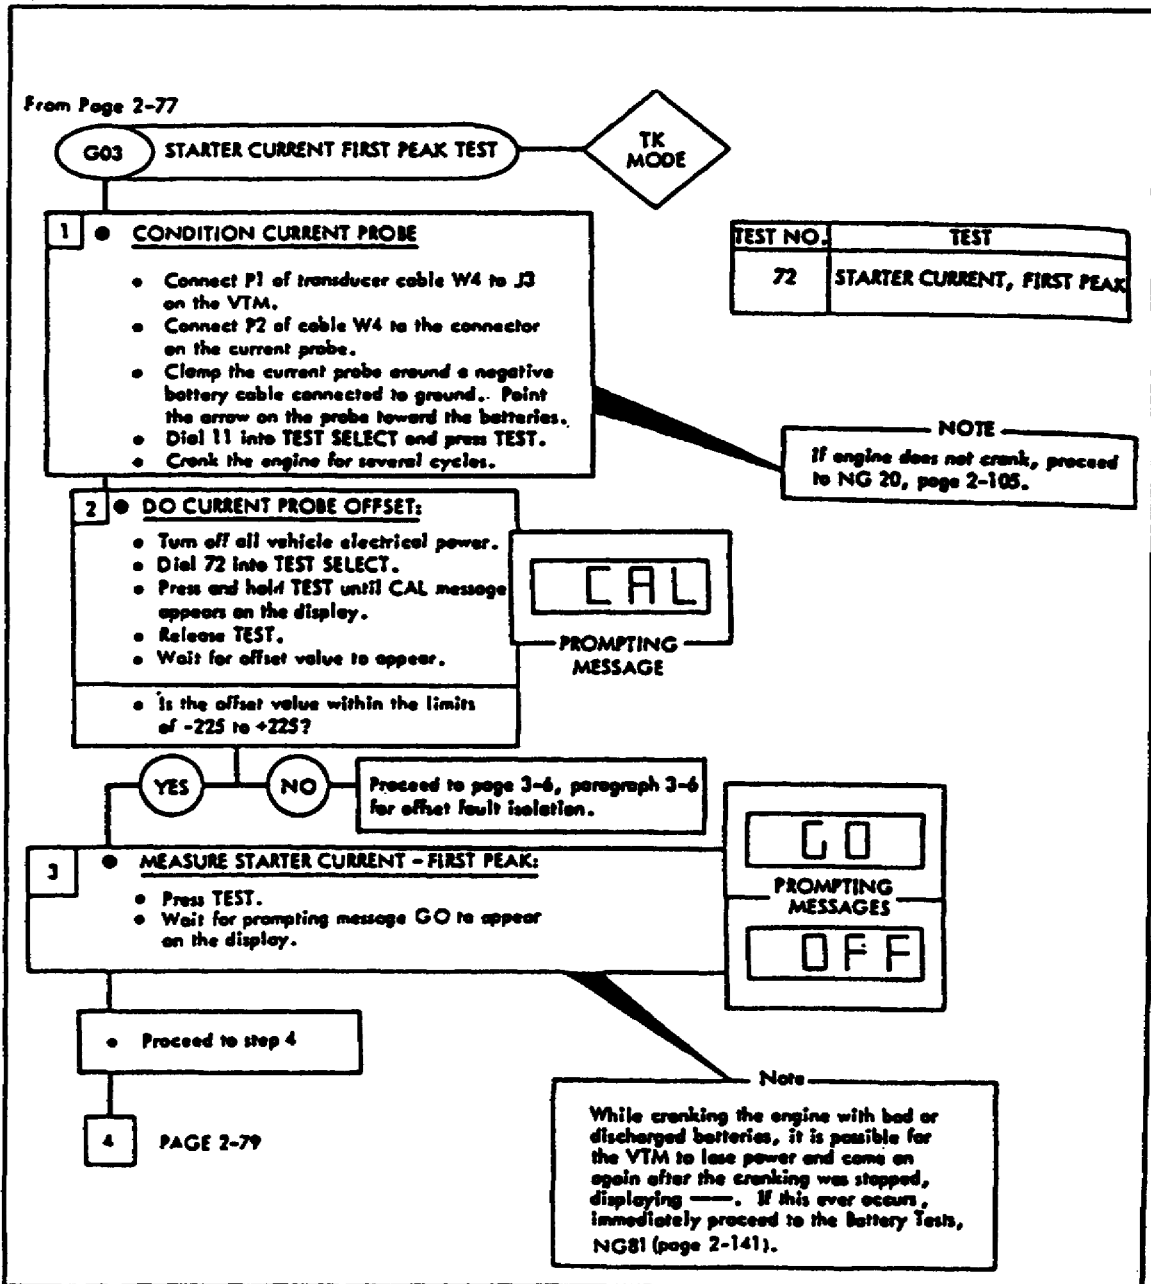 From Page 2-77
G03
STARTER CURRENT FIRST PEAK TEST
TK
MODE
1
CONDITION CURRENT PROBE
• Connect P1 of transducer cable W4 to J3
on the VTM.
• Connect P2 of cable W4 to the connector
on the current probe.
• Clamp the current probe around a negative
battery cable connected to ground. Point
the arrow on the probe toward the batteries.
• Dial 11 into TEST SELECT and press TEST.
• Crank the engine for several cycles.
TEST NO. TEST
72 STARTER CURRENT, FIRST PEAK
NOTE
If engine does not crank, proceed
to NG 20, page 2-105.
2
DO CURRENT PROBE OFFSET:
• Turn off all vehicle electrical power.
• Dial 72 into TEST SELECT.
• Press and hold TEST until CAL message
appears on the display.
• Release TEST.
• Wait for offset value to appear.
CAL
PROMPTING
MESSAGE
• Is the offset value within the limits
of -225 to +225?
YES
NO
Proceed to page 3-6, paragraph 3-6
for offset fault isolation.
3
MEASURE STARTER CURRENT - FIRST PEAK:
• Press TEST.
• Wait for prompting message GO to appear
on the display.
GO
PROMPTING
MESSAGES
OFF
• Proceed to step 4
4
PAGE 2-79
Note
While cranking the engine with bad or
discharged batteries, it is possible for
the VTM to lose power and come on
again after the cranking was stopped,
displaying ——. If this ever occurs,
immediately proceed to the Battery Tests,
NG81 (page 2-141).